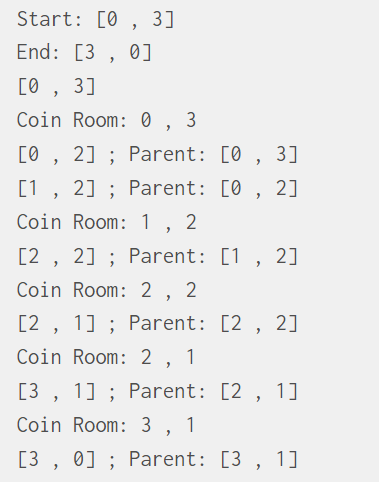 Start: [0 , 3]
End: [3 , 0]
[0 , 3]
Coin Room: 0 , 3
[0 , 2] ; Parent: [0 , 3]
[1 , 2] ; Parent: [0 , 2]
Coin Room: 1 , 2
[2 , 2] ; Parent: [1 , 2]
Coin Room: 2 , 2
[2 , 1] ; Parent: [2 , 2]
Coin Room: 2 , 1
[3 , 1] ; Parent: [2 , 1]
Coin Room: 3 , 1
[3 , 0] ; Parent: [3 , 1]